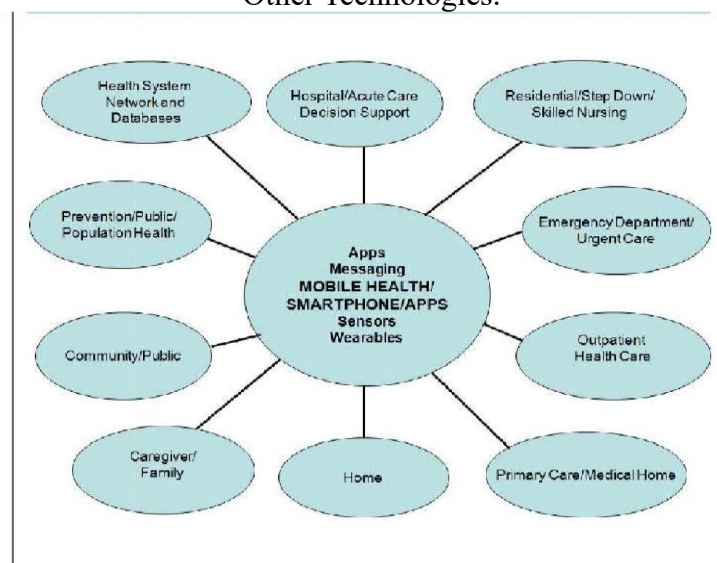 Other Technologies.
Health System
Network and
Databases
Hospital/Acute Care
Decision Support
Residential/Step Down/
Skilled Nursing
Prevention/Public/
Population Health
Emergency Department/
Urgent Care
Apps
Messaging
MOBILE HEALTH/
SMARTPHONE/APPS
Sensors
Wearables
Community/Public
Outpatient
Health Care
Caregiver/
Family
Home
Primary Care/Medical Home